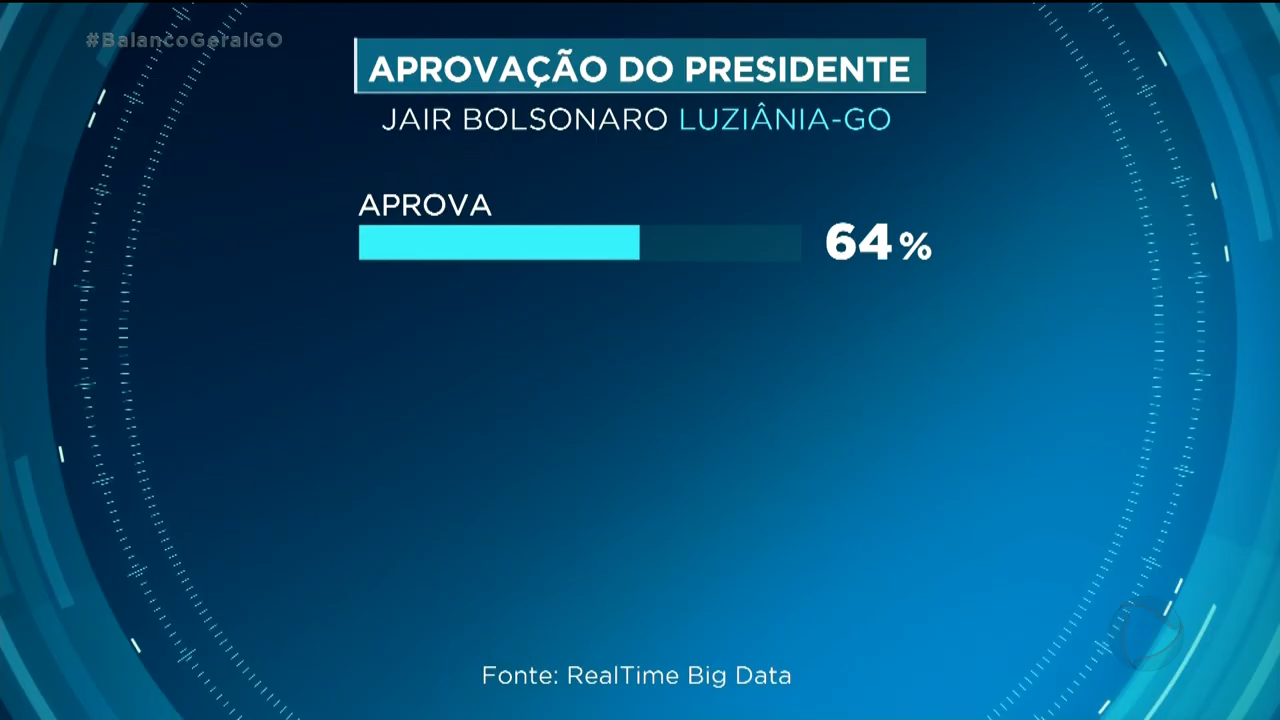 #BalancoGeralGO
APROVAÇÃO DO PRESIDENTE
JAIR BOLSONARO LUZIÂNIA-GO
APROVA
64%
Fonte: RealTime Big Data